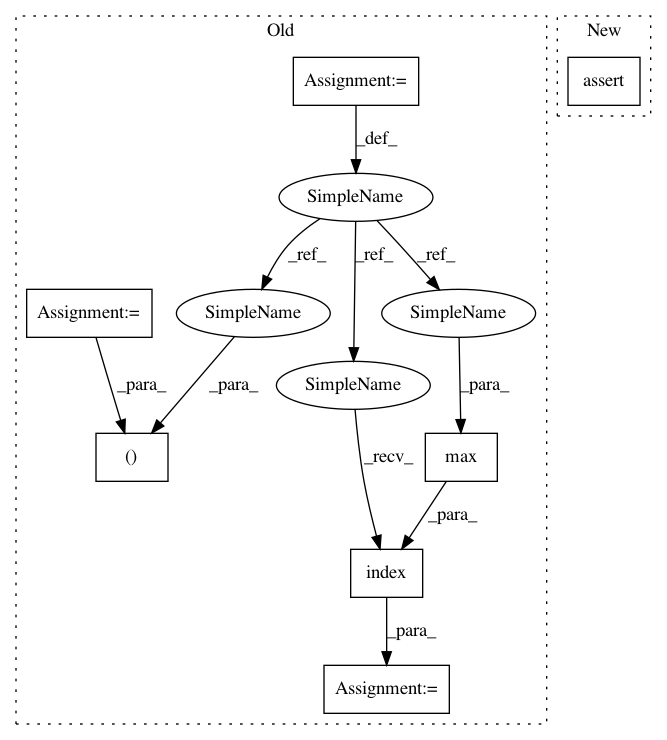 Old
New
Assignment:=
assert
_def_
SimpleName
_ref_
_ref_
_ref_
Assignment:=
SimpleName
SimpleName
SimpleName
_para_
_para_
_para_
()
_recv_
max
_para_
index
_para_
Assignment:=